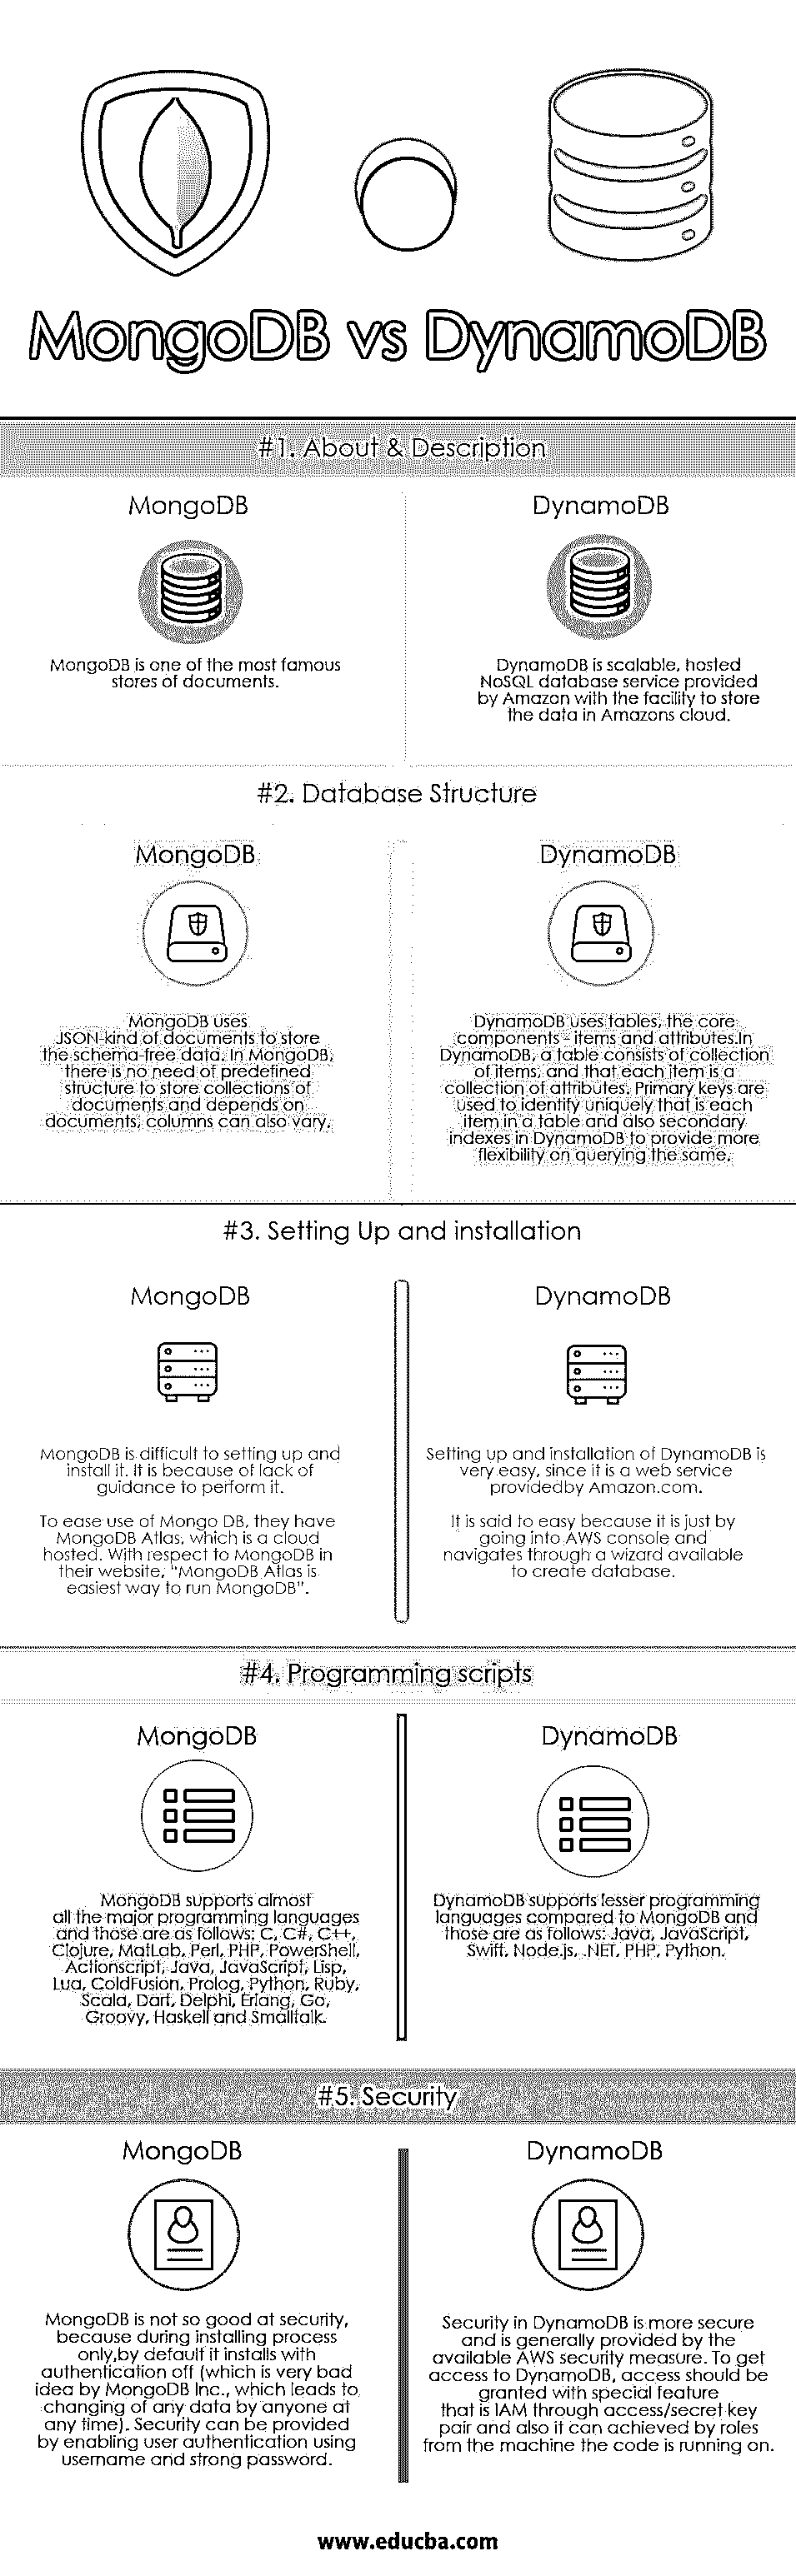 MongoDB vs DynamoDB
#1. About & Description
MongoDB
MongoDB is one of the most famous
stores of documents.
DynamoDB
DynamoDB is scalable, hosted
NoSQL database service provided
by Amazon with the facility to store
the data in Amazons cloud.
#2. Database Structure
MongoDB
MongoDB uses
JSON-kind of documents to store
the schema-free data. In MongoDB,
there is no need of predefined
structure to store collections of
documents and depends on
documents, columns can also vary.
DynamoDB
DynamoDB uses tables, the core
components - items and attributes.In
DynamoDB, a table consists of collection
of items, and that each item is a
collection of attributes. Primary keys are
used to identify uniquely that is each
item in a table and also secondary
indexes in DynamoDB to provide more
flexibility on querying the same.
#3. Setting Up and installation
MongoDB
MongoDB is difficult to setting up and
install it. It is because of lack of
guidance to perform it.
To ease use of Mongo DB, they have
MongoDB Atlas, which is a cloud
hosted. With respect to MongoDB in
their website, "MongoDB Atlas is
easiest way to run MongoDB".
DynamoDB
Setting up and installation of DynamoDB is
very easy, since it is a web service
providedby Amazon.com.
It is said to easy because it is just by
going into AWS console and
navigates through a wizard available
to create database.
#4. Programming scripts
MongoDB
MongoDB supports almost
all the major programming languages
and those are as follows: C, C#, C++,
Clojure, MatLab, Perl, PHP, PowerShell,
Actionscript, Java, JavaScript, Lisp,
Lua, ColdFusion, Prolog, Python, Ruby,
Scala, Dart, Delphi, Erlang, Go,
Groovy, Haskell and Smalltalk.
DynamoDB
DynamoDB supports lesser programming
languages compared to MongoDB and
those are as follows: Java, JavaScript,
Swift, Node.js, .NET, PHP, Python.
#5. Security
MongoDB
MongoDB is not so good at security,
because during installing process
only,by default it installs with
authentication off (which is very bad
idea by MongoDB Inc., which leads to
changing of any data by anyone at
any time). Security can be provided
by enabling user authentication using
username and strong password.
DynamoDB
Security in DynamoDB is more secure
and is generally provided by the
available AWS security measure. To get
access to DynamoDB, access should be
granted with special feature
that is IAM through access/secret key
pair and also it can achieved by roles
from the machine the code is running on.
www.educba.com